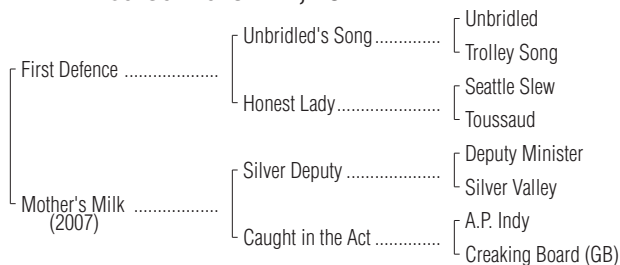 Unbridled
Unbridled's Song..............
Trolley Song
First Defence ....................
Seattle Slew
Honest Lady......................
Toussaud
Deputy Minister
Silver Deputy ....................
Silver Valley
Mother's Milk ..................
(2007)
A.P. Indy
Caught in the Act ..............
Creaking Board (GB)